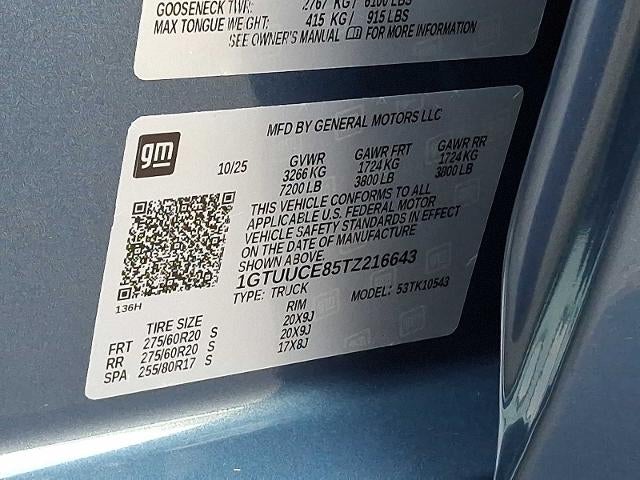 GOOSENECK TWR: 2767 KG / 6100 LBS
MAX TONGUE WEIGHT: 415 KG / 915 LBS
SEE OWNER'S MANUAL FOR MORE INFORMATION
gm
MFD BY GENERAL MOTORS LLC
10/25 GVWR GAWR FRT GAWR RR
3266 KG 1724 KG 1724 KG
7200 LB 3800 LB 3800 LB
THIS VEHICLE CONFORMS TO ALL
APPLICABLE U.S. FEDERAL MOTOR
VEHICLE SAFETY STANDARDS IN EFFECT
ON THE DATE OF MANUFACTURE
SHOWN ABOVE.
1GTUUCE85TZ216643
TYPE: TRUCK MODEL: 53TK10543
136H
TIRE SIZE RIM
FRT 275/60R20 S 20X9J
RR 275/60R20 S 20X9J
SPA 255/80R17 S 17X8J